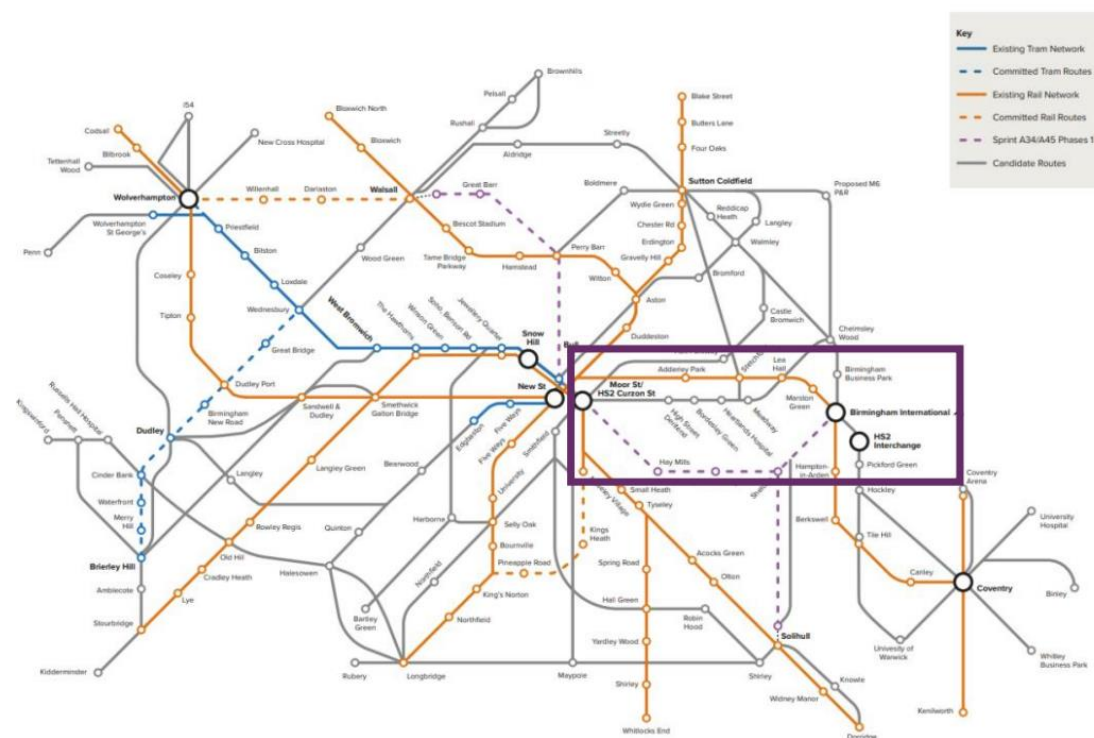 Key
Existing Tram Network
Committed Tram Routes
Existing Rail Network
Committed Rail Routes
Sprint A34/A45 Phases 1
Candidate Routes
Brownhills
Pelsall
Rushall
Blake Street
Butlers Lane
Four Oaks
Streetly
Aldridge
i54
Codsall
Bilbrook
Tettenhall
Wood
New Cross Hospital
Bloxwich North
Bloxwich
Wolverhampton
Willenhall
Darlaston
Walsall
Great Barr
Boldmere
Sutton Coldfield
Proposed M6
P&R
Wolverhampton
St George's
Penn
Priestfield
Bilston
Loxdale
Wednesbury
Wood Green
Bescot Stadium
Tame Bridge
Parkway
Hamstead
Perry Barr
Witton
Aston
Wylde Green
Chester Rd
Erdington
Gravelly Hill
Reddicap
Heath
Langley
Walmley
Bromford
Castle
Bromwich
Chelmsley
Wood
Coseley
Tipton
Dudley Port
Great Bridge
Birmingham
New Road
Dudley
West Bromwich
The Hawthorns
Winson Green
Soho, Benson Rd
Jewellery Quarter
Snow
Hill
New St
Duddeston
Adderley Park
Lea
Hall
Marston
Green
Birmingham
Business Park
Moor St/
HS2 Curzon St
Birmingham International
HS2
Interchange
Pickford Green
High Street
Deritend
Bordesley Green
Heartlands Hospital
Meadway
Hay Mills
Hampton-
in-Arden
Hockley
Coventry
Arena
University
Hospital
Sandwell &
Dudley
Smethwick
Galton Bridge
Edgbaston
Five Ways
Five Ways
Smithfield
University
Russells Hall Hospital
Pensnett
Kingswinford
Cinder Bank
Waterfront
Merry
Hill
Brierley Hill
Amblecote
Stourbridge
Kidderminster
Lye
Cradley Heath
Old Hill
Rowley Regis
Langley Green
Langley
Bearwood
Quinton
Halesowen
Harborne
Bartley
Green
Northfield
Selly Oak
Bournville
Pineapple Road
Kings
Heath
King's Norton
Northfield
Rubery
Longbridge
Maypole
Small Heath
Tyseley
Spring Road
Acocks Green
Olton
Hall Green
Robin
Hood
Yardley Wood
Shirley
Whitlocks End
Shirley
Solihull
Widney Manor
Knowle
Dorridge
Berkswell
Tile Hill
Canley
Coventry
Binley
Whitley
Business Park
Kenilworth